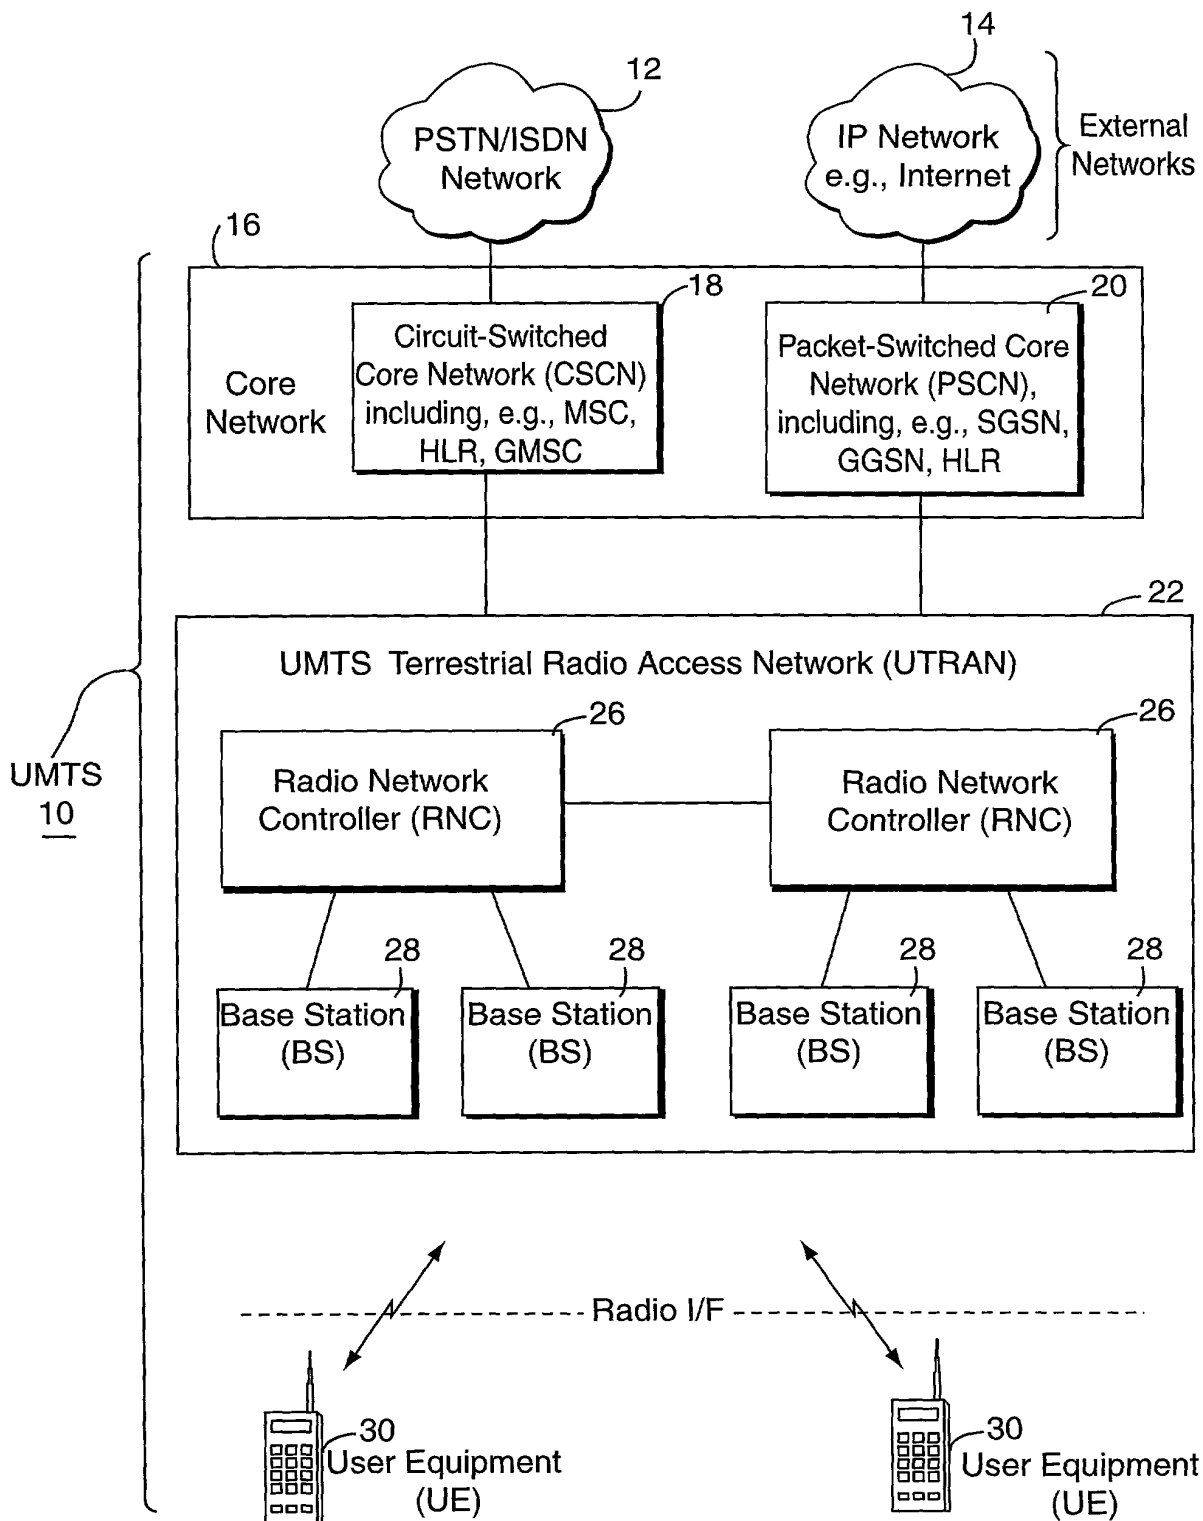 14
12
PSTN/ISDN
Network
IP Network
e.g., Internet
External
Networks
16
18
20
Core
Network
Circuit-Switched
Core Network (CSCN)
including, e.g., MSC,
HLR, GMSC
Packet-Switched Core
Network (PSCN),
including, e.g., SGSN,
GGSN, HLR
22
UMTS Terrestrial Radio Access Network (UTRAN)
26
26
UMTS
10
Radio Network
Controller (RNC)
Radio Network
Controller (RNC)
28
28
28
28
Base Station
(BS)
Base Station
(BS)
Base Station
(BS)
Base Station
(BS)
Radio I/F
30
User Equipment
(UE)
30
User Equipment
(UE)